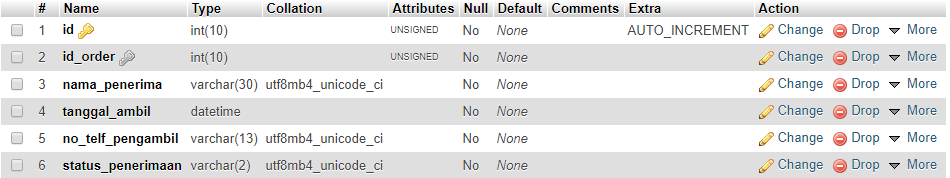 # Name Type Collation Attributes Null Default Comments Extra Action
1 id int(10) UNSIGNED No None AUTO_INCREMENT Change Drop More
2 id_order int(10) UNSIGNED No None Change Drop More
3 nama_penerima varchar(30) utf8mb4_unicode_ci No None Change Drop More
4 tanggal_ambil datetime No None Change Drop More
5 no_telf_pengambil varchar(13) utf8mb4_unicode_ci No None Change Drop More
6 status_penerimaan varchar(2) utf8mb4_unicode_ci No None Change Drop More